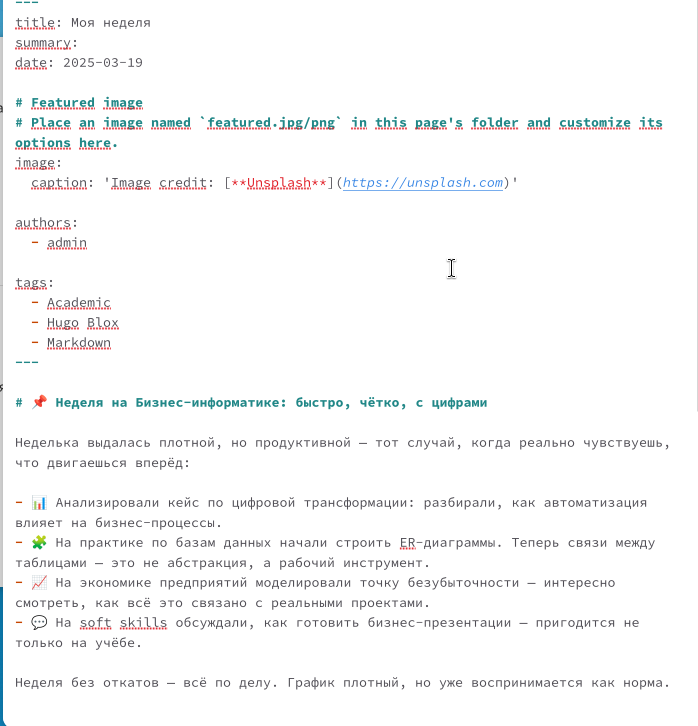 ---
title: Моя неделя
summary:
date: 2025-03-19
# Featured image
# Place an image named `featured.jpg/png` in this page's folder and customize its
options here.
image:
  caption: 'Image credit: [**Unsplash**](https://unsplash.com)'
authors:
  - admin
tags:
  - Academic
  - Hugo Blox
  - Markdown
---
# 📌 Неделя на Бизнес-информатике: быстро, чётко, с цифрами
Неделька выдалась плотной, но продуктивной — тот случай, когда реально чувствуешь,
что двигаешься вперёд:
- 📊 Анализировали кейс по цифровой трансформации: разбирали, как автоматизация
влияет на бизнес-процессы.
- 🧩 На практике по базам данных начали строить ER-диаграммы. Теперь связи между
таблицами — это не абстракция, а рабочий инструмент.
- 📈 На экономике предприятий моделировали точку безубыточности — интересно
смотреть, как всё это связано с реальными проектами.
- 💬 На soft skills обсуждали, как готовить бизнес-презентации — пригодится не
только на учёбе.
Неделя без откатов — всё по делу. График плотный, но уже воспринимается как норма.